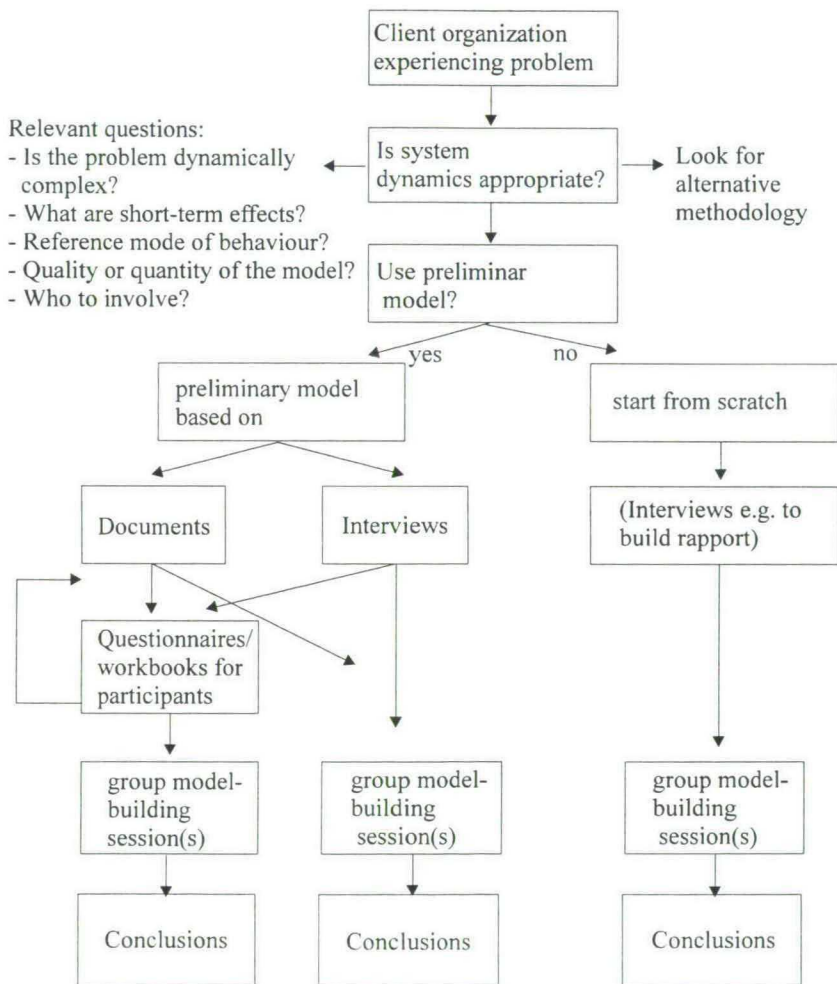 Client organization
experiencing problem
Relevant questions:
- Is the problem dynamically
complex?
- What are short-term effects?
- Reference mode of behaviour?
- Quality or quantity of the model?
- Who to involve?
Is system
dynamics appropriate?
Look for
alternative
methodology
Use preliminar
model?
yes
no
preliminary model
based on
start from scratch
Documents
Interviews
(Interviews e.g. to
build rapport)
Questionnaires/
workbooks for
participants
group model-
building
session(s)
group model-
building
session(s)
group model-
building
session(s)
Conclusions
Conclusions
Conclusions